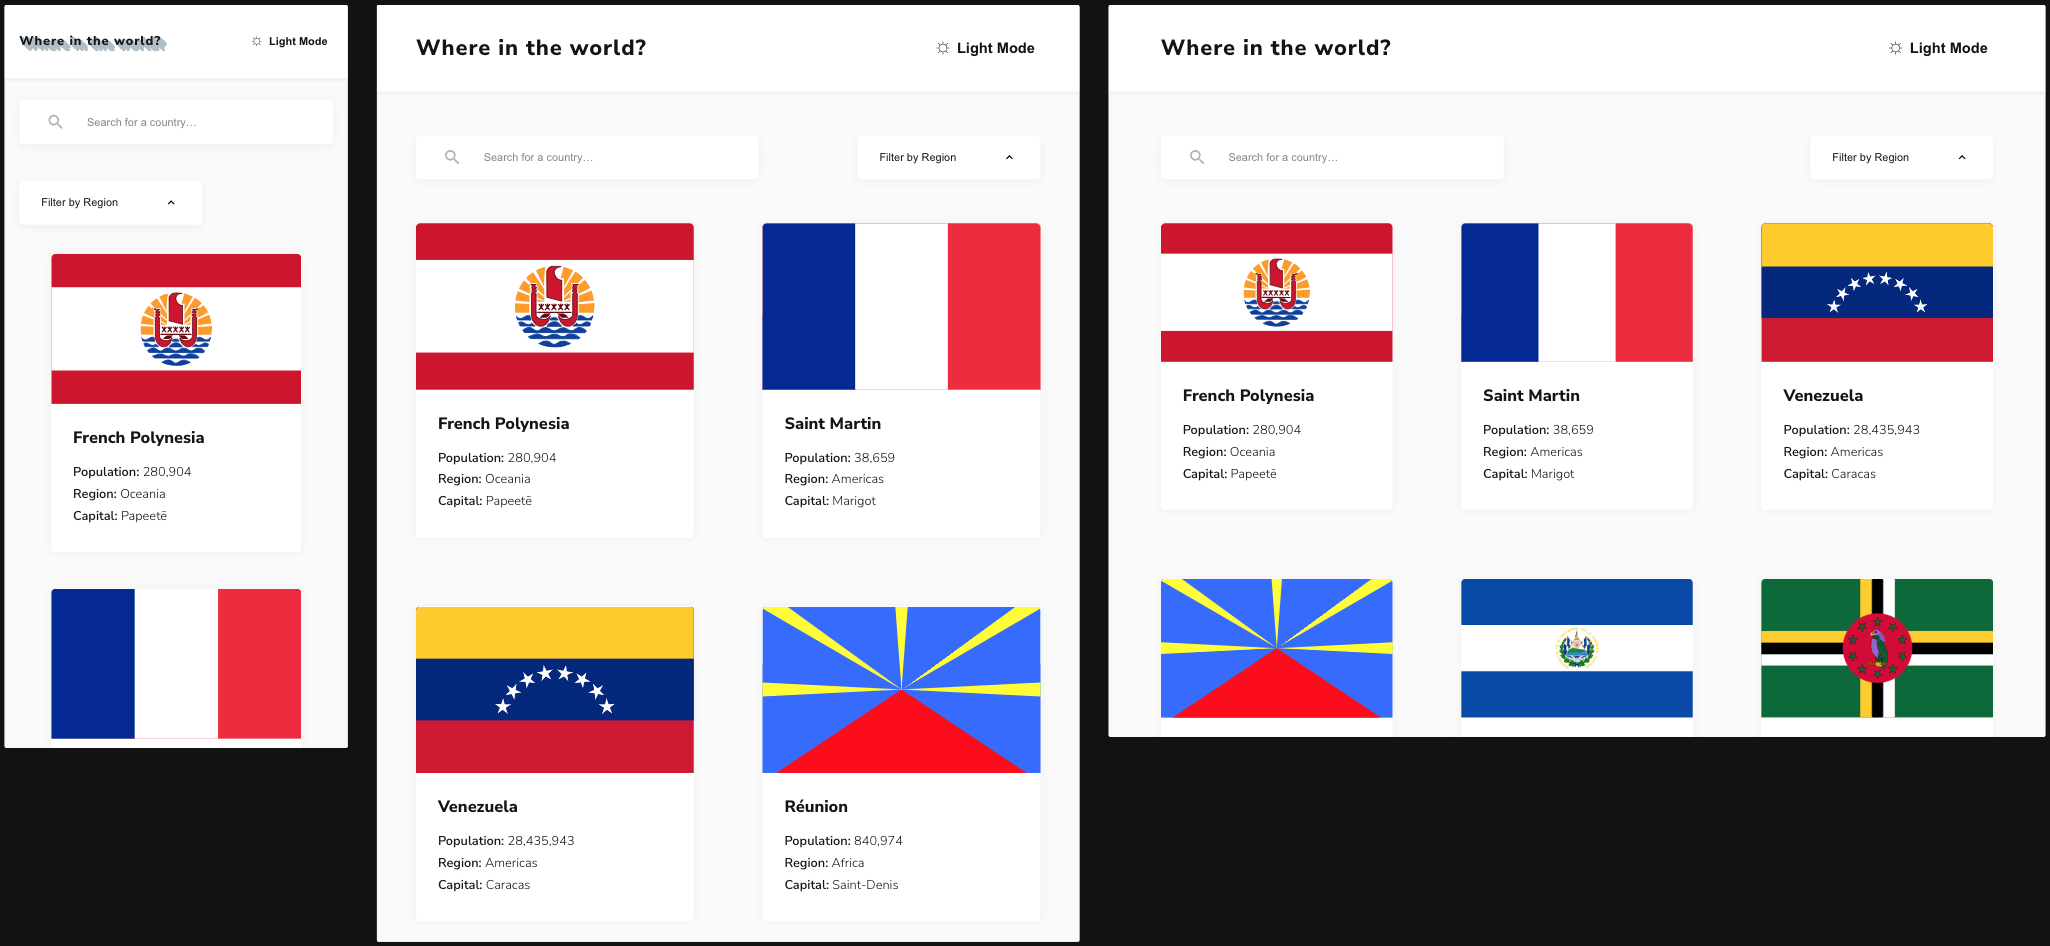 Where in the world?
Light Mode
Search for a country...
Filter by Region
French Polynesia
Population: 280,904
Region: Oceania
Capital: Papeetē
Where in the world?
Light Mode
Search for a country...
Filter by Region
French Polynesia
Population: 280,904
Region: Oceania
Capital: Papeetē
Saint Martin
Population: 38,659
Region: Americas
Capital: Marigot
Venezuela
Population: 28,435,943
Region: Americas
Capital: Caracas
Réunion
Population: 840,974
Region: Africa
Capital: Saint-Denis
Where in the world?
Light Mode
Search for a country...
Filter by Region
French Polynesia
Population: 280,904
Region: Oceania
Capital: Papeetē
Saint Martin
Population: 38,659
Region: Americas
Capital: Marigot
Venezuela
Population: 28,435,943
Region: Americas
Capital: Caracas